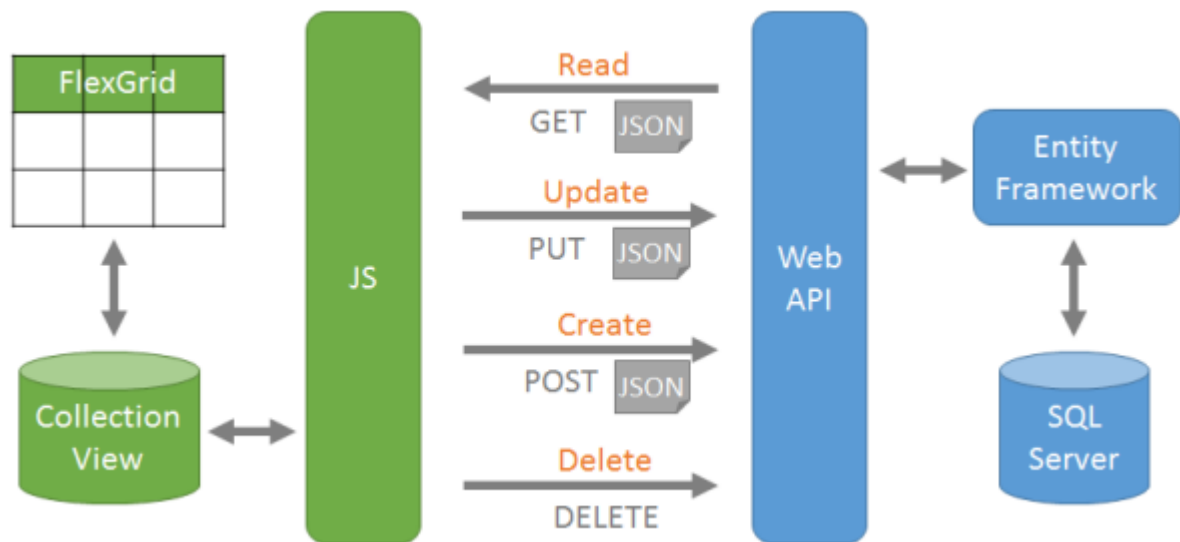 FlexGrid
Collection
View
JS
Read
GET
JSON
Update
PUT
JSON
Create
POST
JSON
Delete
DELETE
Web
API
Entity
Framework
SQL
Server